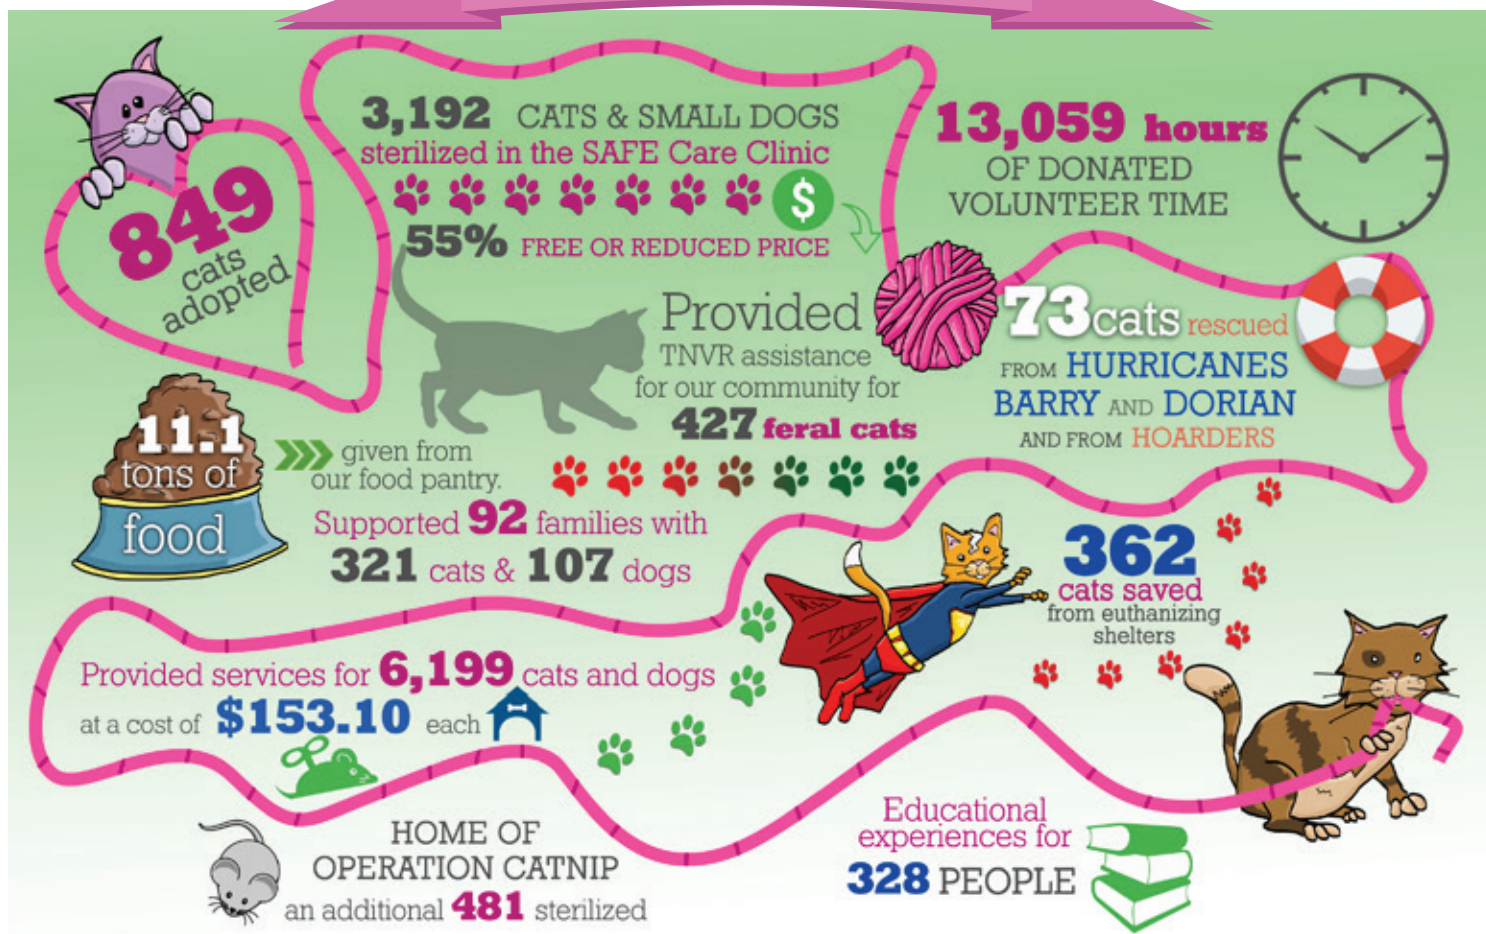 849
cats
adopted
3,192 CATS & SMALL DOGS
sterilized in the SAFE Care Clinic
$
55% FREE OR REDUCED PRICE
13,059 hours
OF DONATED
VOLUNTEER TIME
Provided
TNVR assistance
for our community for
427 feral cats
73 cats rescued
FROM HURRICANES
BARRY AND DORIAN
AND FROM HOARDERS
11.1
tons of
food
given from
our food pantry.
Supported 92 families with
321 cats & 107 dogs
362
cats saved
from euthanizing
shelters
Provided services for 6,199 cats and dogs
at a cost of $153.10 each
HOME OF
OPERATION CATNIP
an additional 481 sterilized
Educational
experiences for
328 PEOPLE